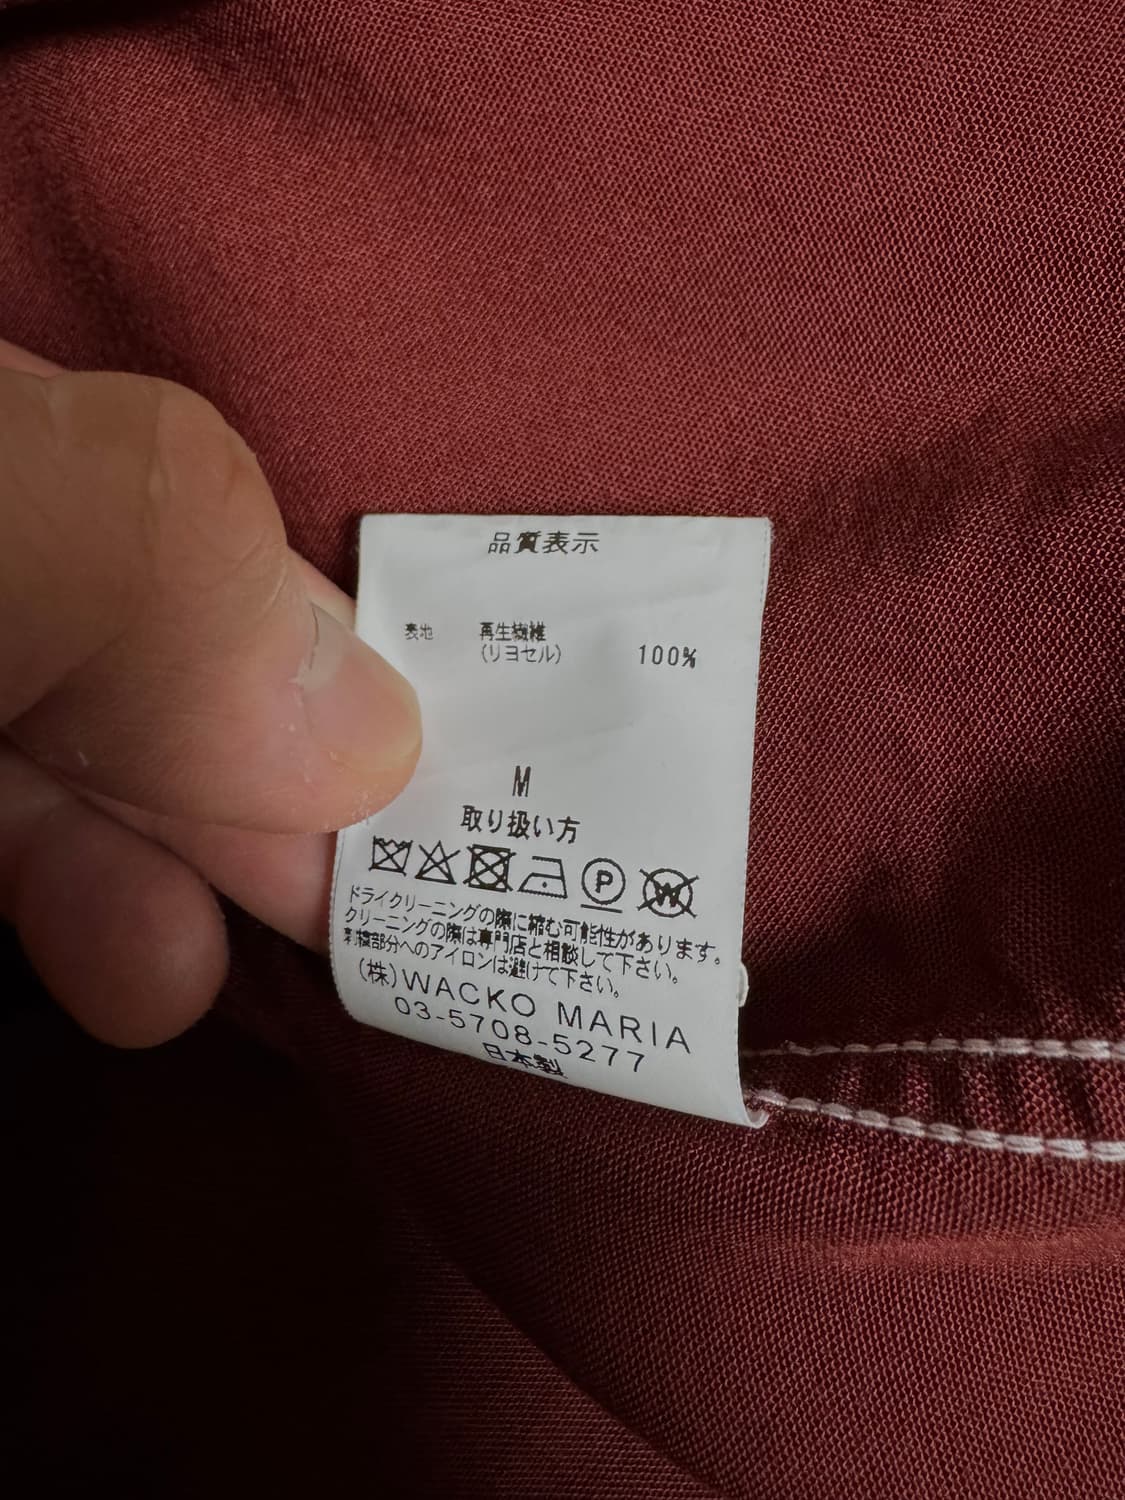 品質表示
表地 再生繊維
(リヨセル) 100%
M
取り扱い方
P W
ドライクリーニングの際に縮む可能性があります。
クリーニングの際は専門店と相談して下さい。
刺繍部分へのアイロンは避けて下さい。
(株)WACKO MARIA
03-5708-5277
日本製